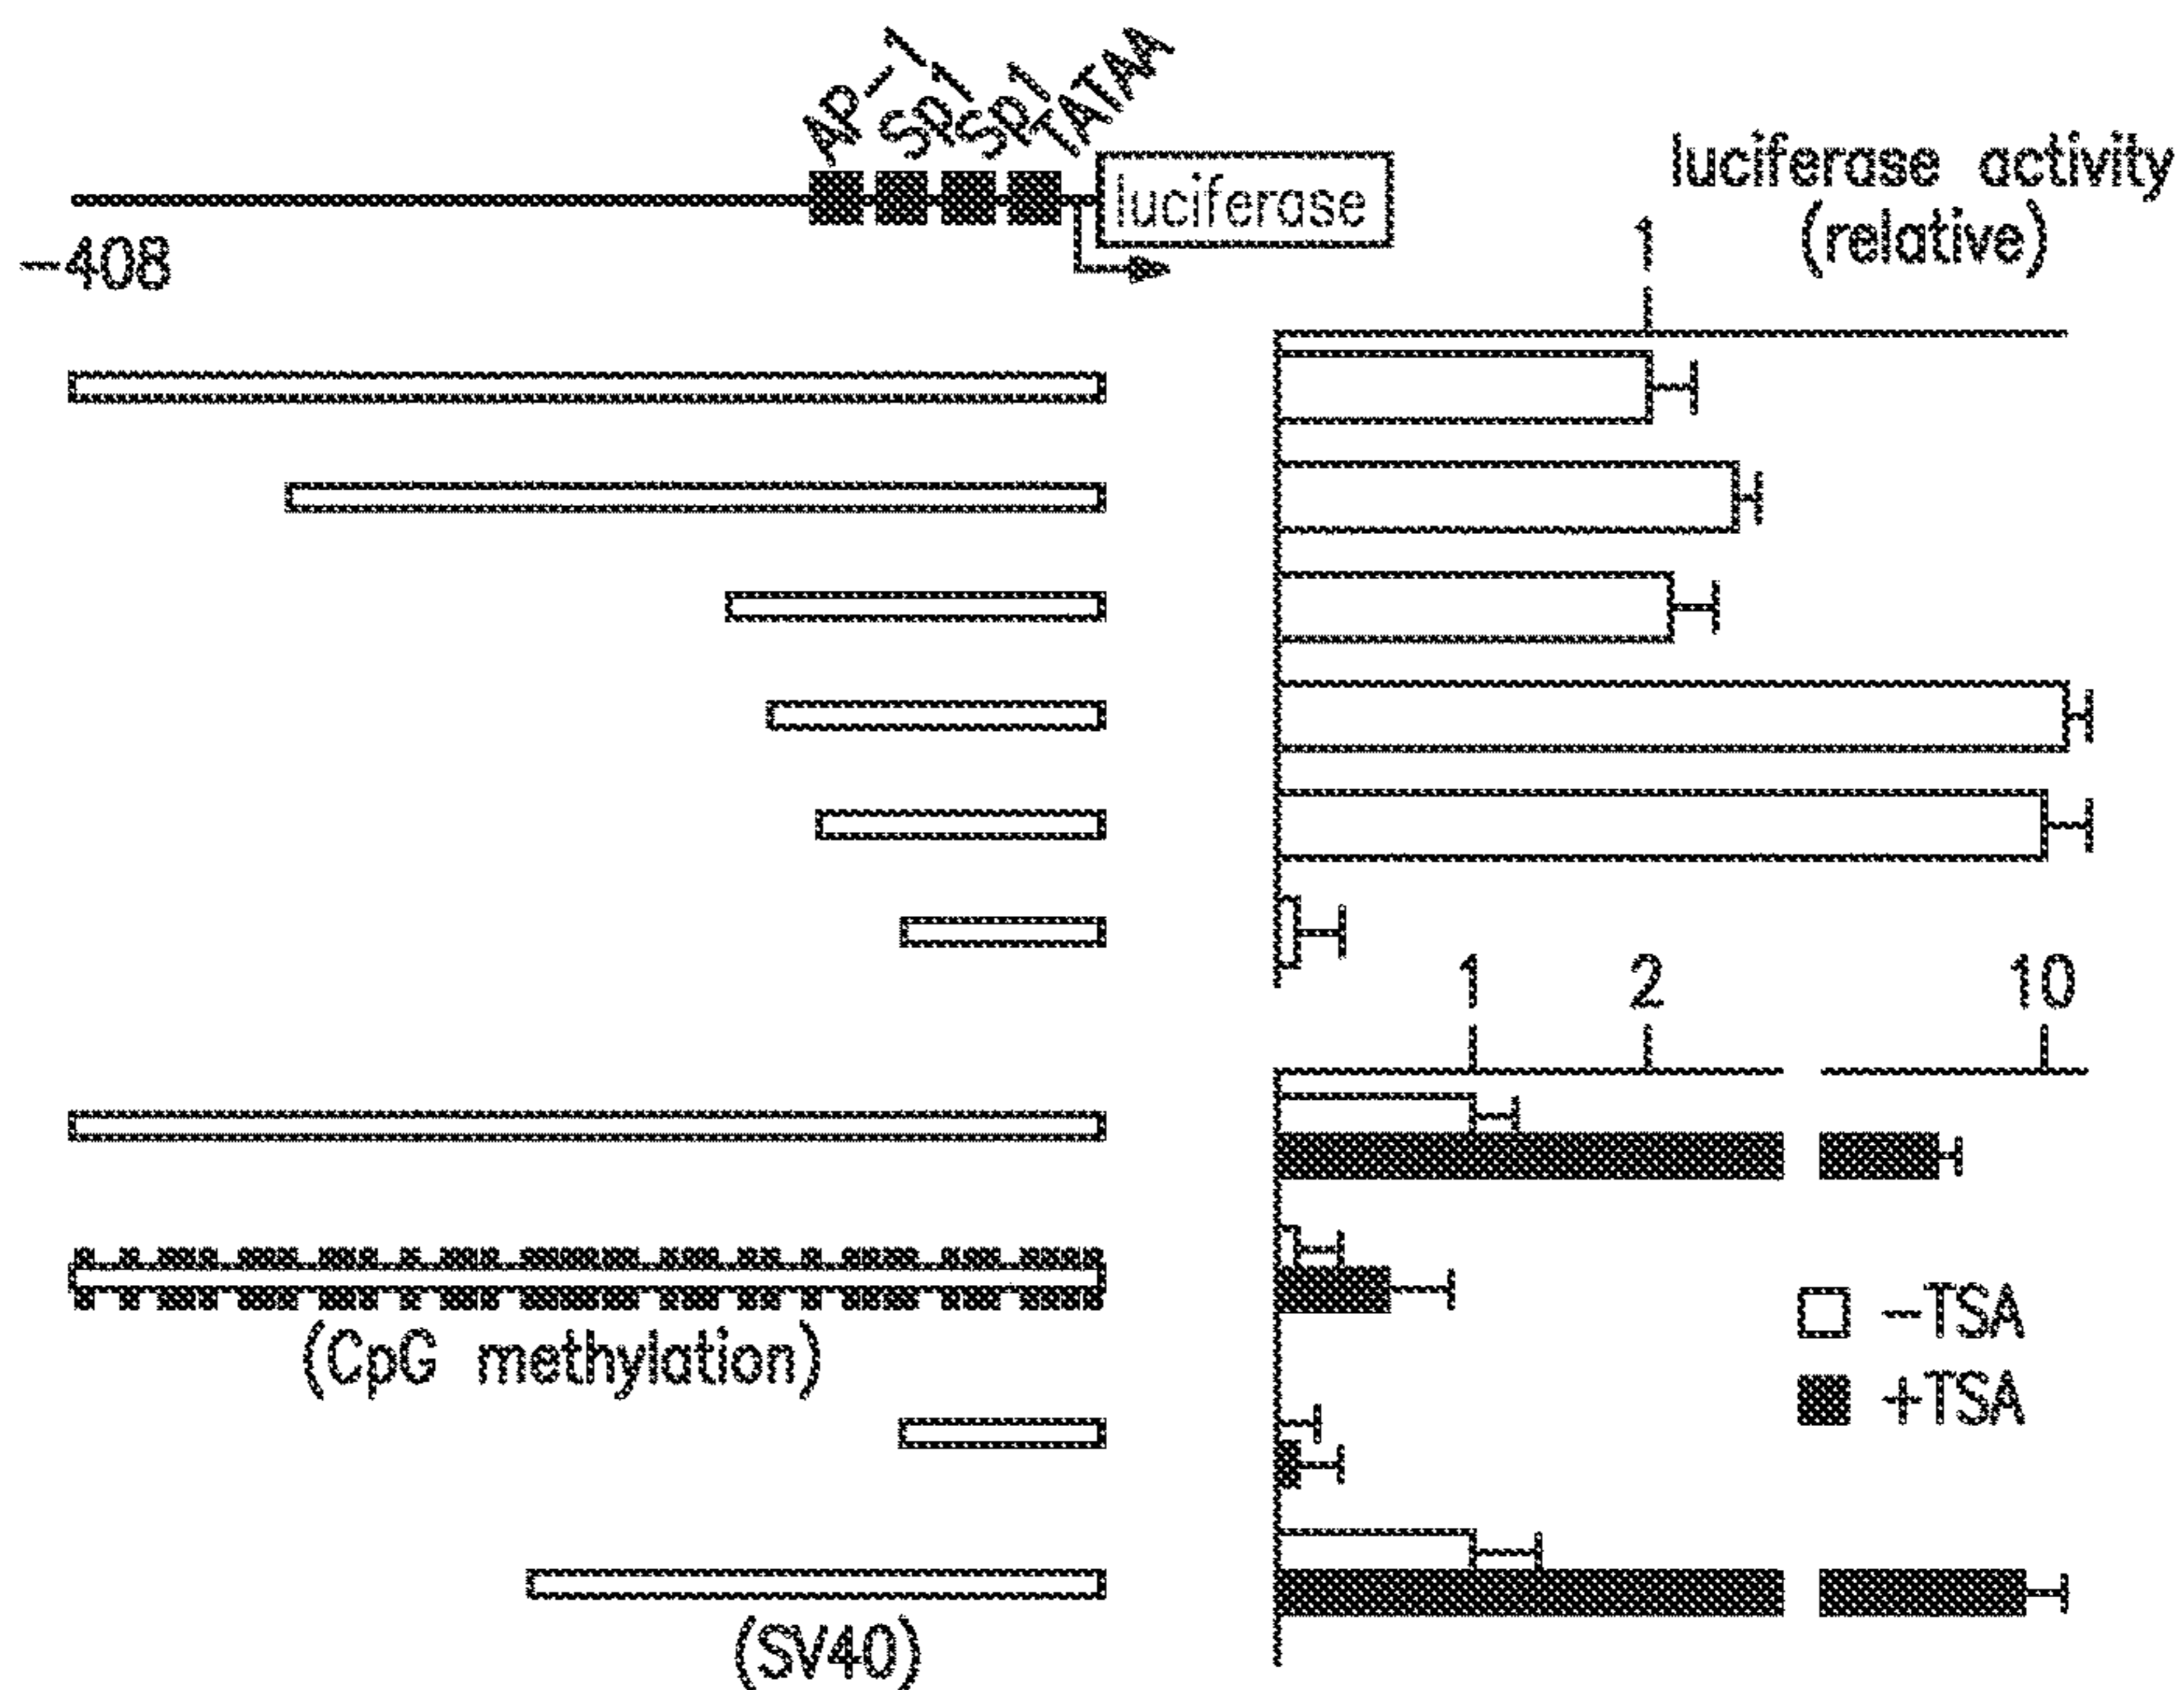 AP-1
Sp1
Sp1
TATAA
luciferase
-408
luciferase activity
(relative)
1
1
2
10
(CpG methylation)
-TSA
+TSA
(SV40)